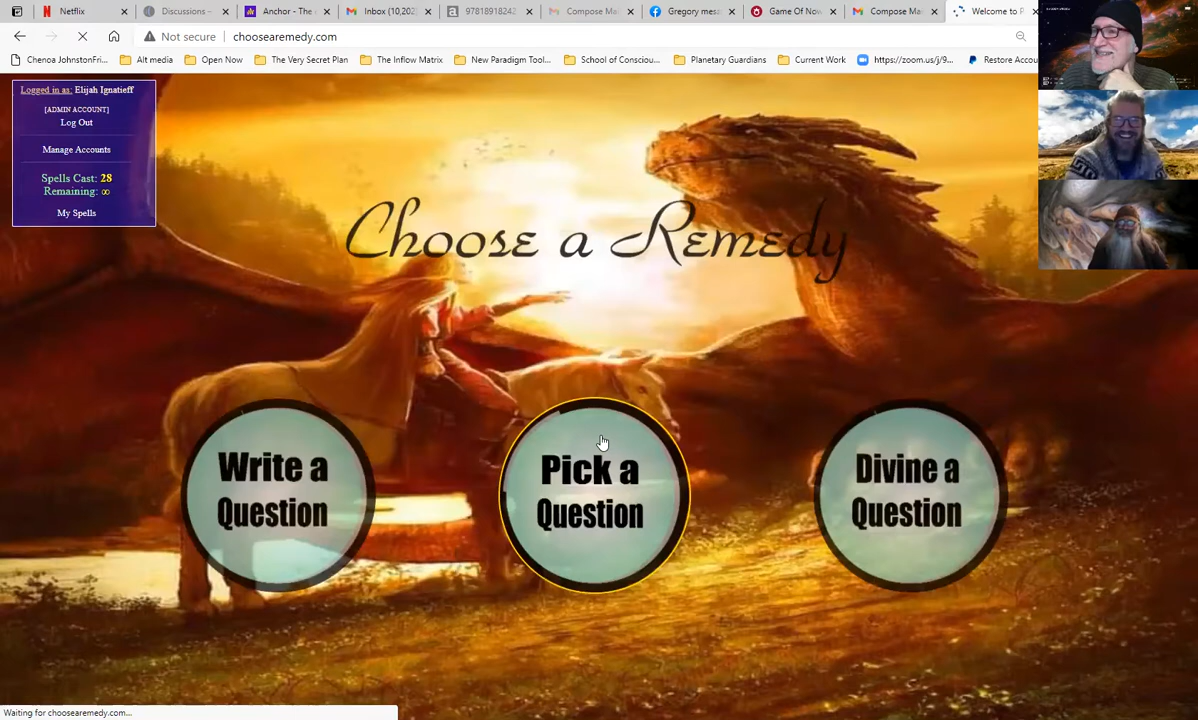 Netflix
Discussions –
Anchor - The
Inbox (10,202
97818918242
Compose Ma
Gregory mess
Game Of Now
Compose Ma
Welcome to P
Not secure
choosearemedy.com
Chenoa JohnstonFri...
Alt media
Open Now
The Very Secret Plan
The Inflow Matrix
New Paradigm Tool...
School of Consciou...
Planetary Guardians
Current Work
https://zoom.us/j/9...
Restore Accou
Logged in as: Elijah Ignatieff
[ADMIN ACCOUNT]
Log Out
Manage Accounts
Spells Cast: 28
Remaining: ∞
My Spells
Choose a Remedy
Write a
Question
Pick a
Question
Divine a
Question
Waiting for choosearemedy.com...